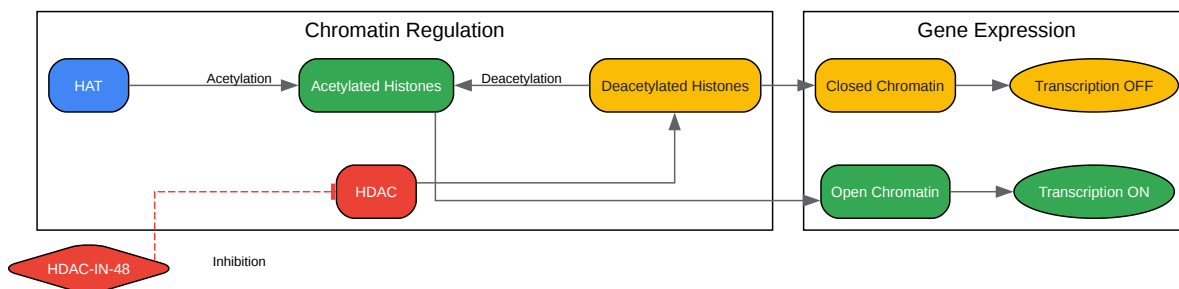 Chromatin Regulation
Gene Expression
HAT
Acetylation
Acetylated Histones
Deacetylation
Deacetylated Histones
Closed Chromatin
Transcription OFF
HDAC
Open Chromatin
Transcription ON
HDAC-IN-48
Inhibition